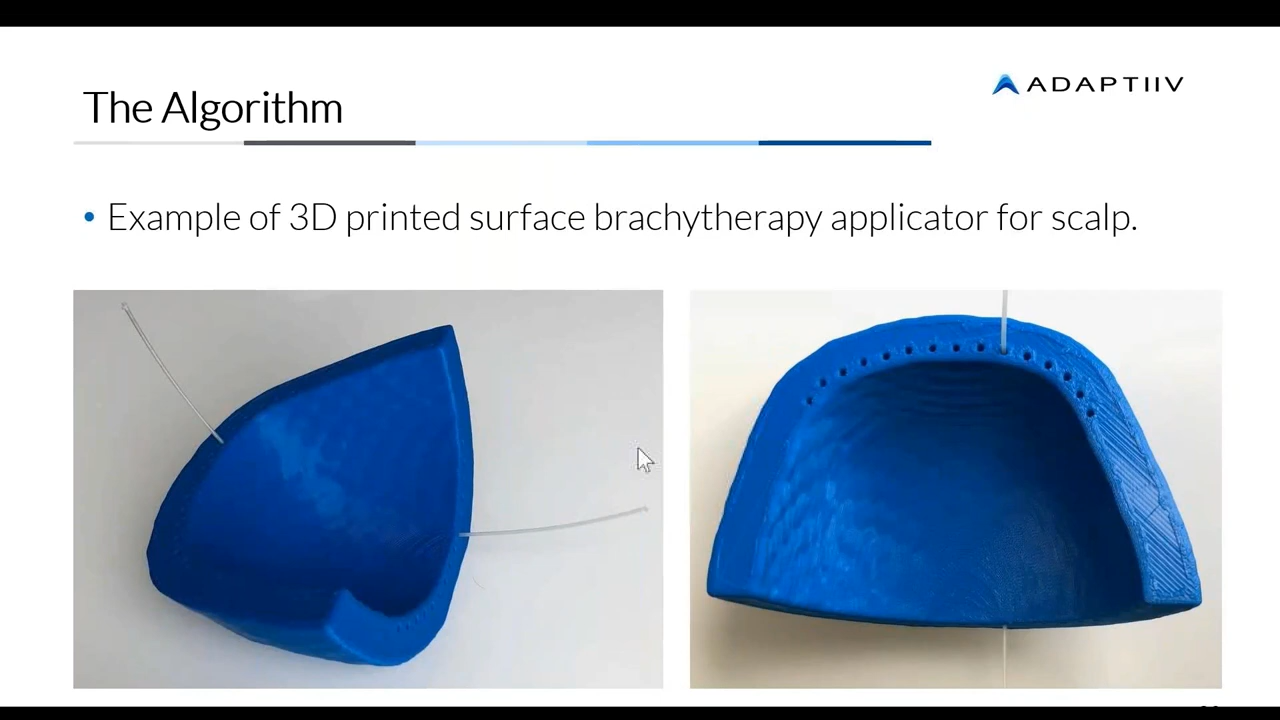 ADAPTIIV
The Algorithm
• Example of 3D printed surface brachytherapy applicator for scalp.